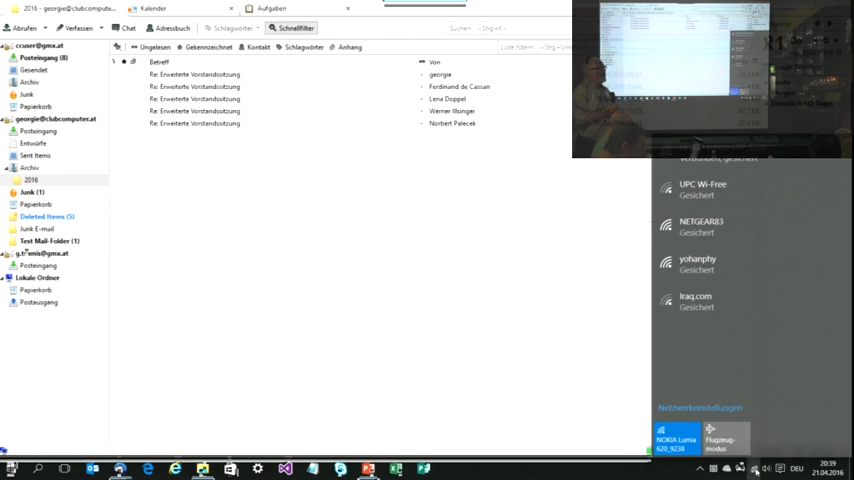 2016 - georgie@clubcompute...
Kalender
Aufgaben
Abrufen
Verfassen
Chat
Adressbuch
Schlagwörter
Schnellfilter
Suchen... <Strg+K>
Ungelesen
Gekennzeichnet
Kontakt
Schlagwörter
Anhang
Betreff
Von
Re: Erweiterte Vorstandssitzung
georgie
Re: Erweiterte Vorstandssitzung
Ferdinand de Cassan
Re: Erweiterte Vorstandssitzung
Lena Doppel
Re: Erweiterte Vorstandssitzung
Werner Illsinger
Re: Erweiterte Vorstandssitzung
Norbert Palecek
ccuser@gmx.at
Posteingang (8)
Gesendet
Archiv
Junk
Papierkorb
georgie@clubcomputer.at
Posteingang
Entwürfe
Sent Items
Archiv
2016
Junk (1)
Papierkorb
Deleted Items (5)
Junk E-mail
Test Mail-Folder (1)
Posteingang
Lokale Ordner
Papierkorb
Postausgang
verbunden, gesichert
UPC Wi-Free
Gesichert
NETGEAR83
Gesichert
yohanphy
Gesichert
Iraq.com
Gesichert
Netzwerkeinstellungen
NOKIA Lumia
620_9238
Flugzeug-
modus
DEU
20:39
21.04.2016